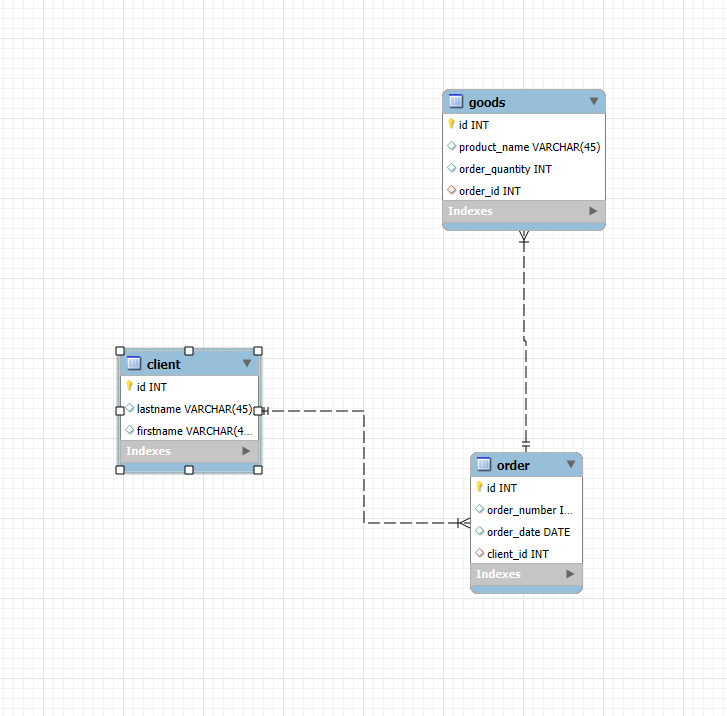 goods
id INT
product_name VARCHAR(45)
order_quantity INT
order_id INT
Indexes
client
id INT
lastname VARCHAR(45)
firstname VARCHAR(4...
Indexes
order
id INT
order_number I...
order_date DATE
client_id INT
Indexes